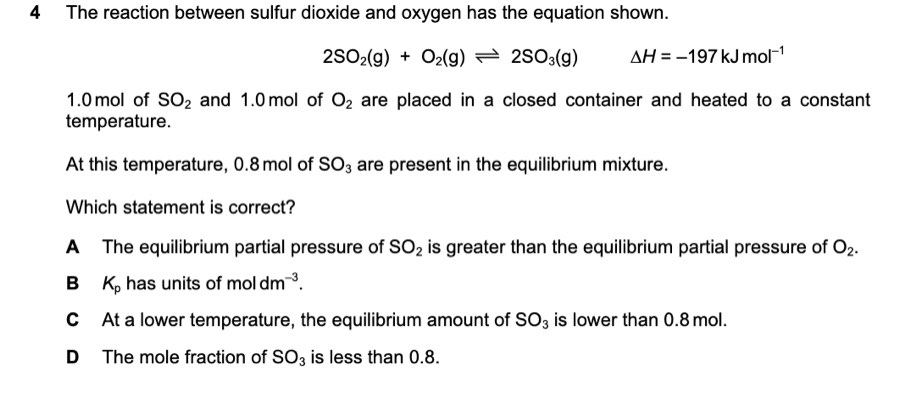 4 The reaction between sulfur dioxide and oxygen has the equation shown.
2SO₂(g) + O₂(g) ⇌ 2SO₃(g) ΔH = –197 kJ mol⁻¹
1.0 mol of SO₂ and 1.0 mol of O₂ are placed in a closed container and heated to a constant
temperature.
At this temperature, 0.8 mol of SO₃ are present in the equilibrium mixture.
Which statement is correct?
A The equilibrium partial pressure of SO₂ is greater than the equilibrium partial pressure of O₂.
B Kₚ has units of mol dm⁻³.
C At a lower temperature, the equilibrium amount of SO₃ is lower than 0.8 mol.
D The mole fraction of SO₃ is less than 0.8.